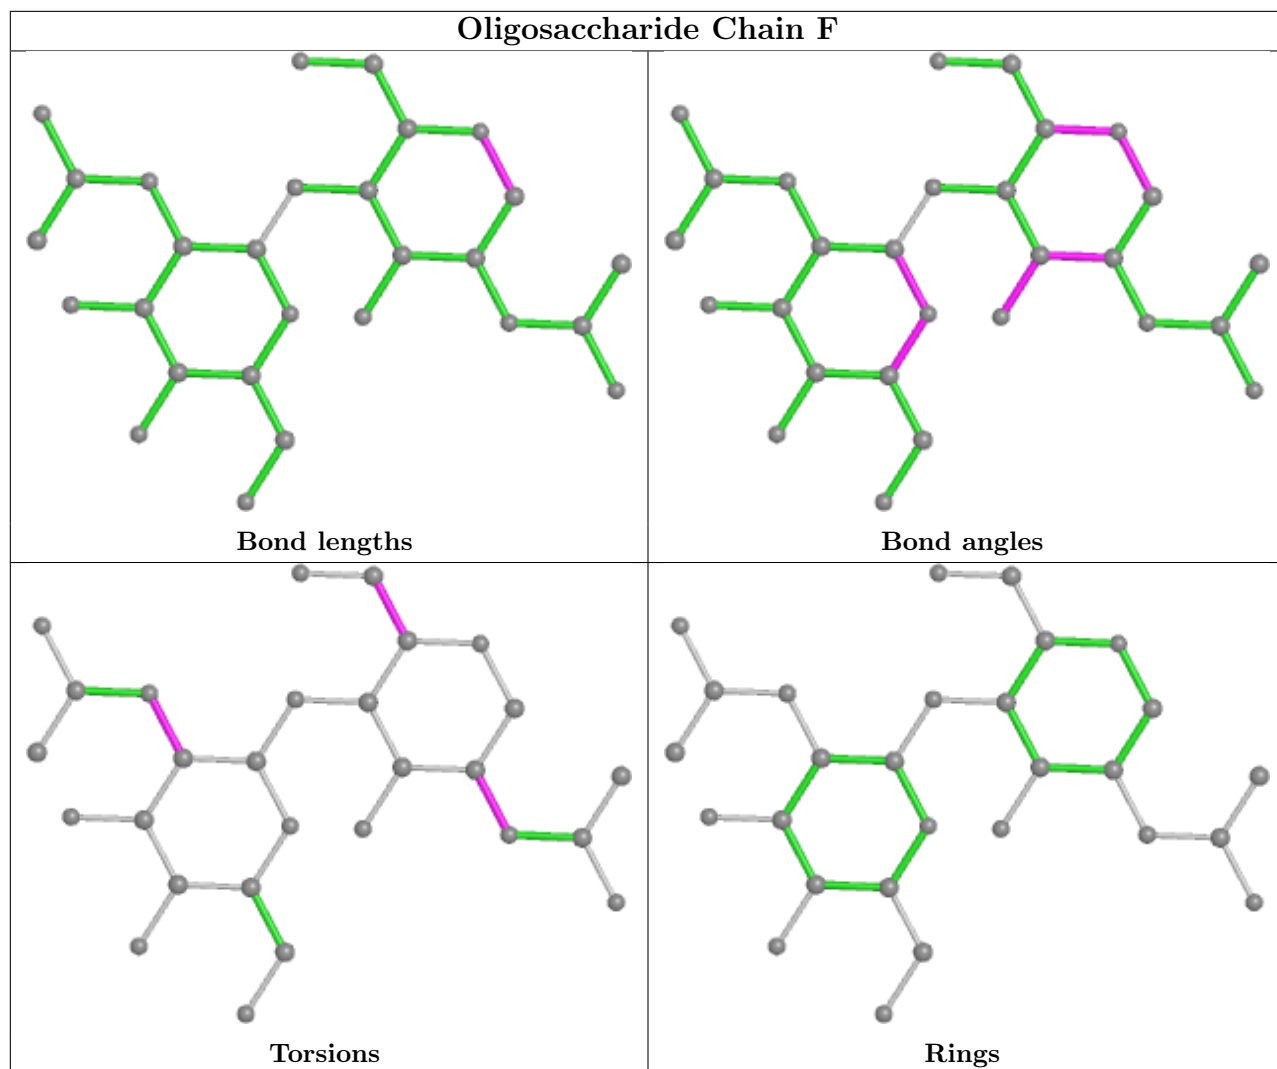 Oligosaccharide Chain F
Bond lengths
Bond angles
Torsions
Rings